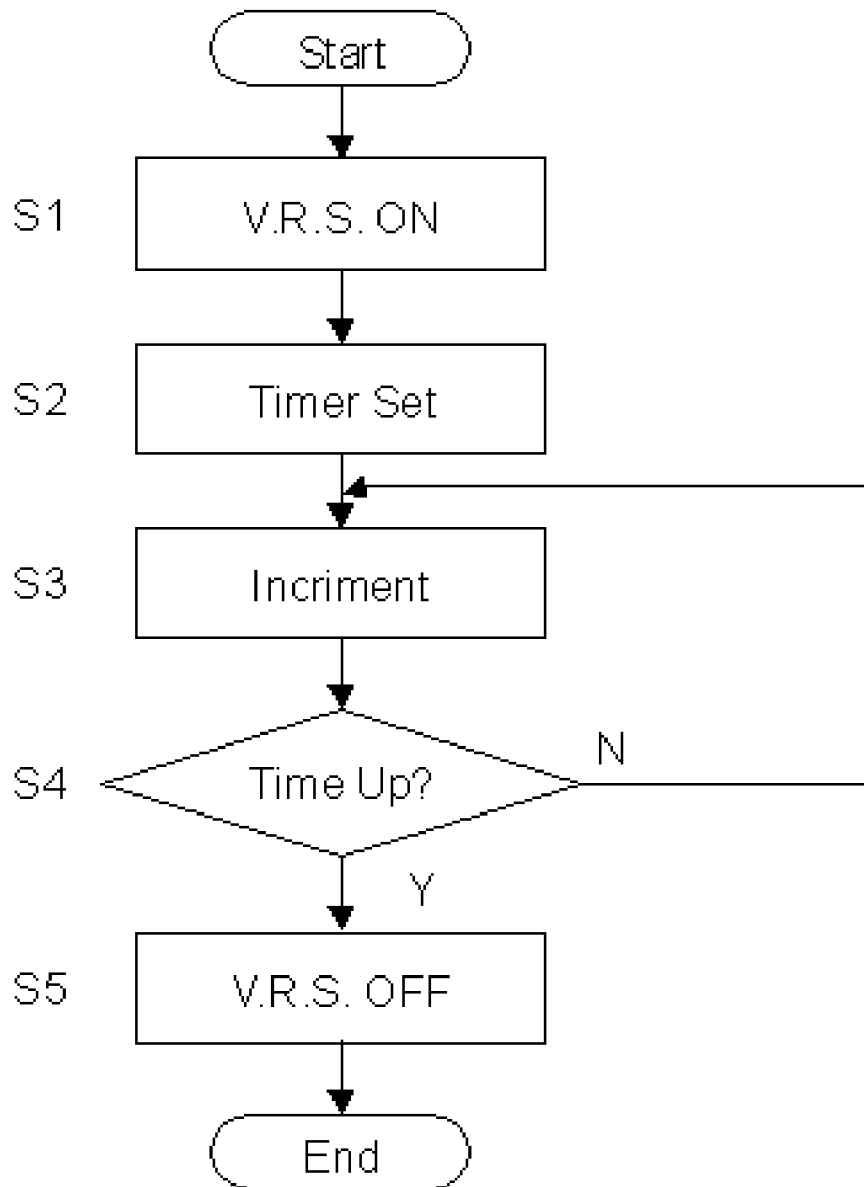 Start
S1
V.R.S. ON
S2
Timer Set
S3
Incriment
S4
Time Up?
N
Y
S5
V.R.S. OFF
End